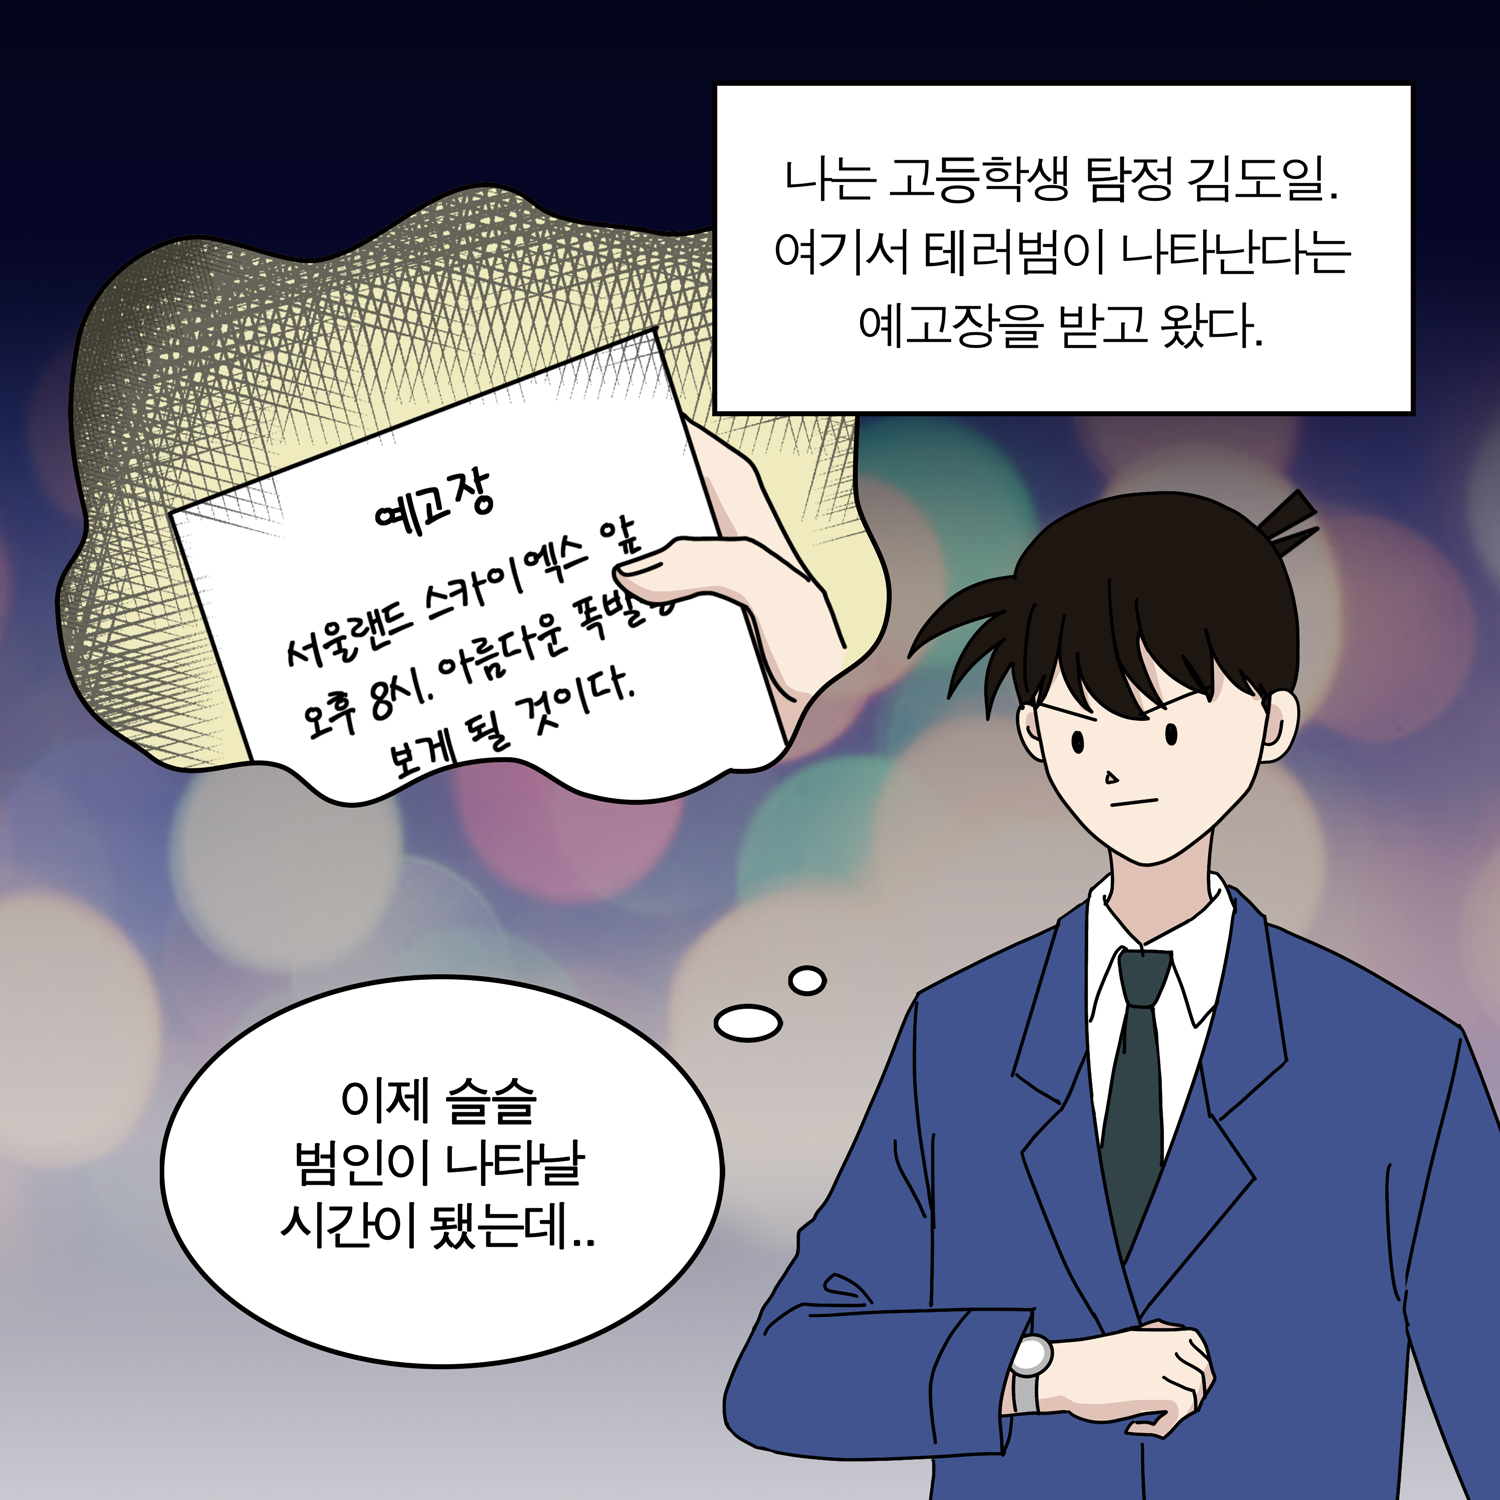 나는 고등학생 탐정 김도일.
여기서 테러범이 나타난다는
예고장을 받고 왔다.
예고장
서울랜드 스카이엑스 앞
오후 8시. 아름다운 폭발
보게 될 것이다.
이제 슬슬
범인이 나타날
시간이 됐는데..